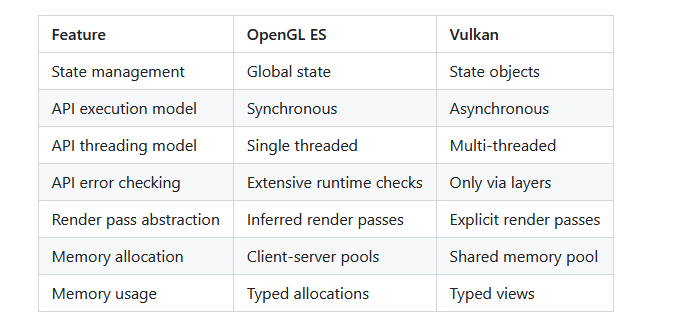 Feature OpenGL ES Vulkan
State management Global state State objects
API execution model Synchronous Asynchronous
API threading model Single threaded Multi-threaded
API error checking Extensive runtime checks Only via layers
Render pass abstraction Inferred render passes Explicit render passes
Memory allocation Client-server pools Shared memory pool
Memory usage Typed allocations Typed views